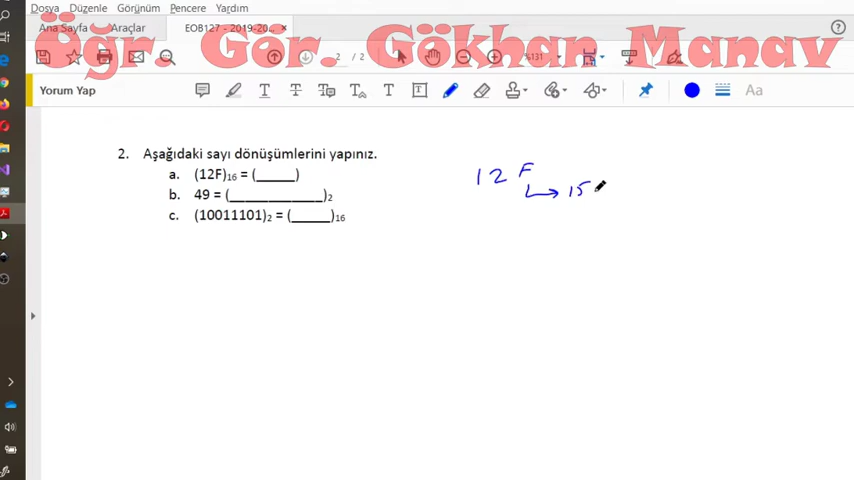 Dosya Düzenle Görünüm Pencere Yardım
Öğr. Gör. Gökhan Manav
Ana Sayfa Araçlar EOB127 - 2019-20... ×
2 / 2 %131
Yorum Yap
Aa
2. Aşağıdaki sayı dönüşümlerini yapınız.
a. (12F)₁₆ = (_____)
b. 49 = (____________)₂
c. (10011101)₂ = (_____)₁₆
12 F
15